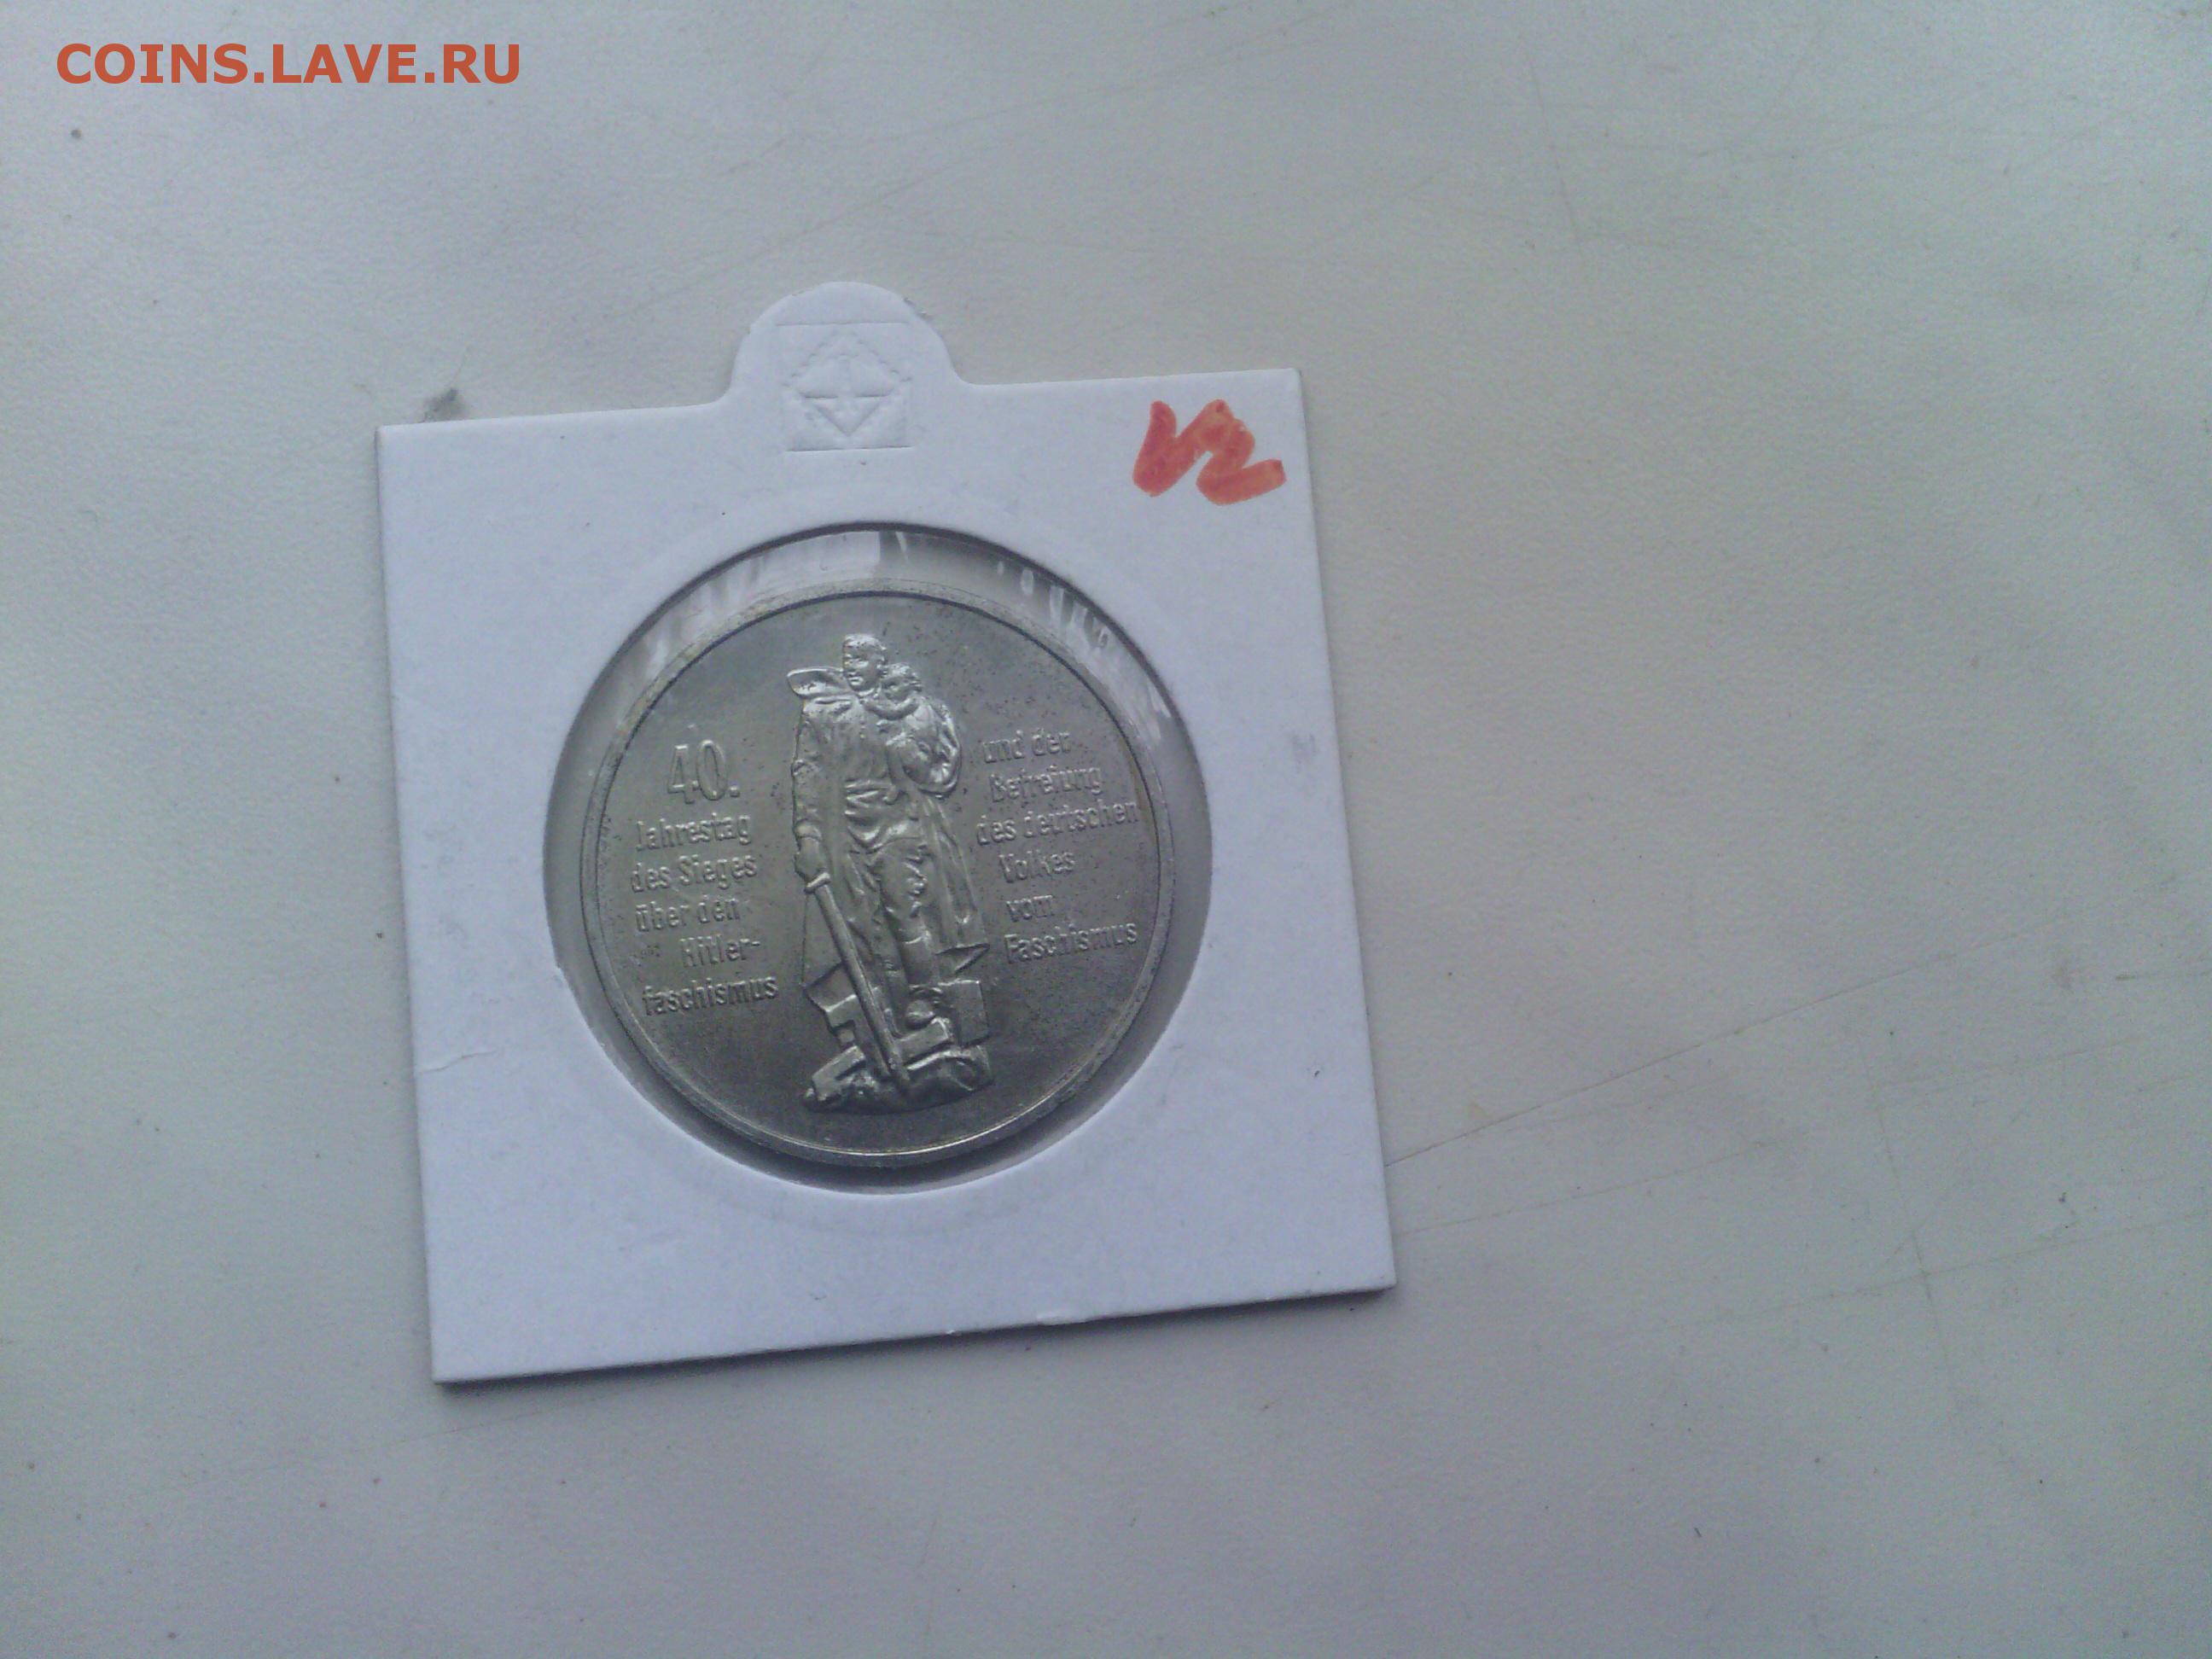 COINS.LAVE.RU
40.
Jahrestag
des Sieges
über den
Hitler-
faschismus
und der
Befreiung
des deutschen
Volkes
vom
Faschismus